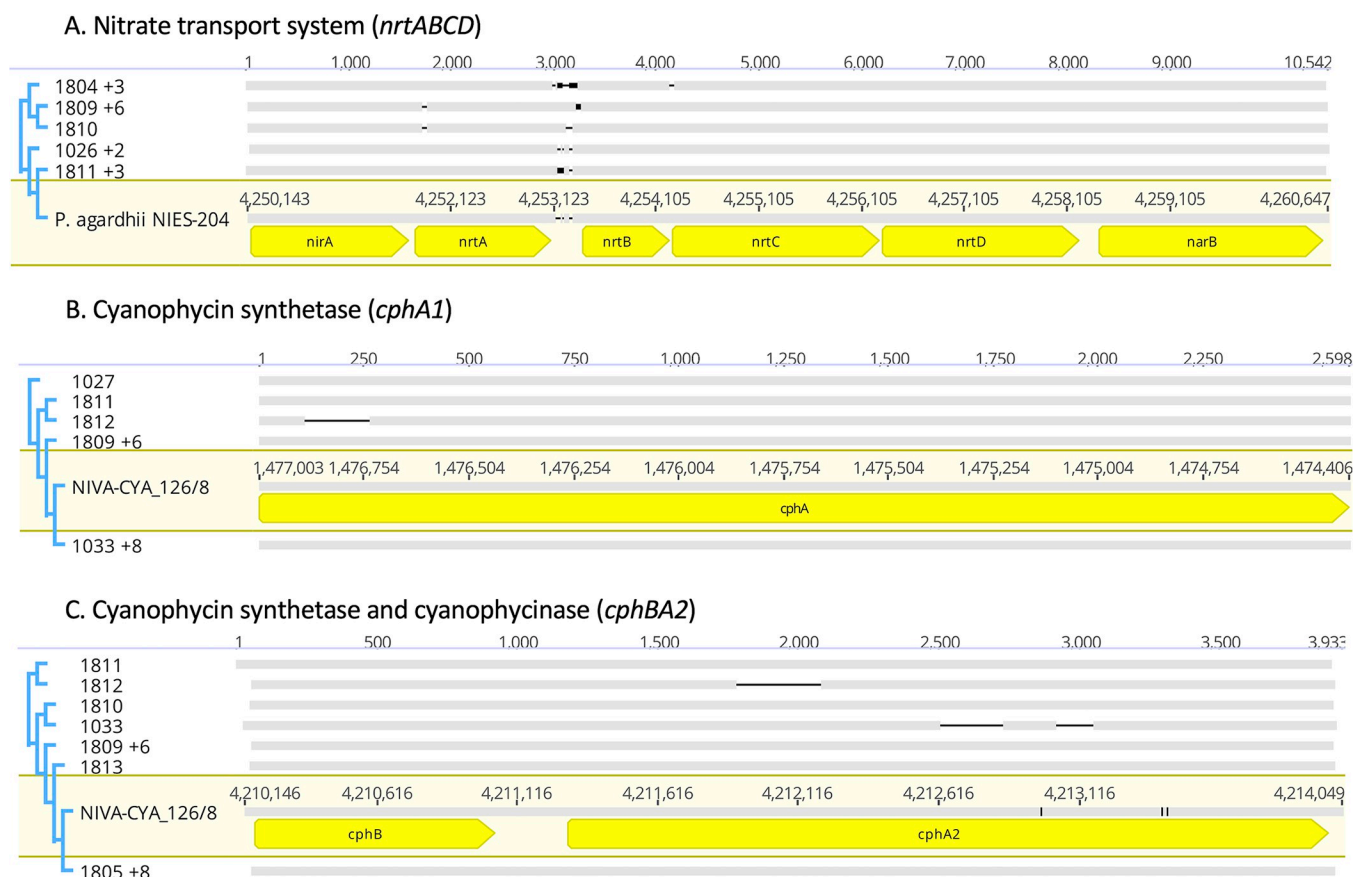 A. Nitrate transport system (nrtABCD)
1 1,000 2,000 3,000 4,000 5,000 6,000 7,000 8,000 9,000 10,542
1804 +3
1809 +6
1810
1026 +2
1811 +3
4,250,143 4,252,123 4,253,123 4,254,105 4,255,105 4,256,105 4,257,105 4,258,105 4,259,105 4,260,647
P. agardhii NIES-204
nirA nrtA nrtB nrtC nrtD narB
B. Cyanophycin synthetase (cphA1)
1 250 500 750 1,000 1,250 1,500 1,750 2,000 2,250 2,598
1027
1811
1812
1809 +6
1,477,003 1,476,754 1,476,504 1,476,254 1,476,004 1,475,754 1,475,504 1,475,254 1,475,004 1,474,754 1,474,406
NIVA-CYA_126/8
cphA
1033 +8
C. Cyanophycin synthetase and cyanophycinase (cphBA2)
1 500 1,000 1,500 2,000 2,500 3,000 3,500 3,933
1811
1812
1810
1033
1809 +6
1813
4,210,146 4,210,616 4,211,116 4,211,616 4,212,116 4,212,616 4,213,116 4,214,049
NIVA-CYA_126/8
cphB cphA2
1805 +8